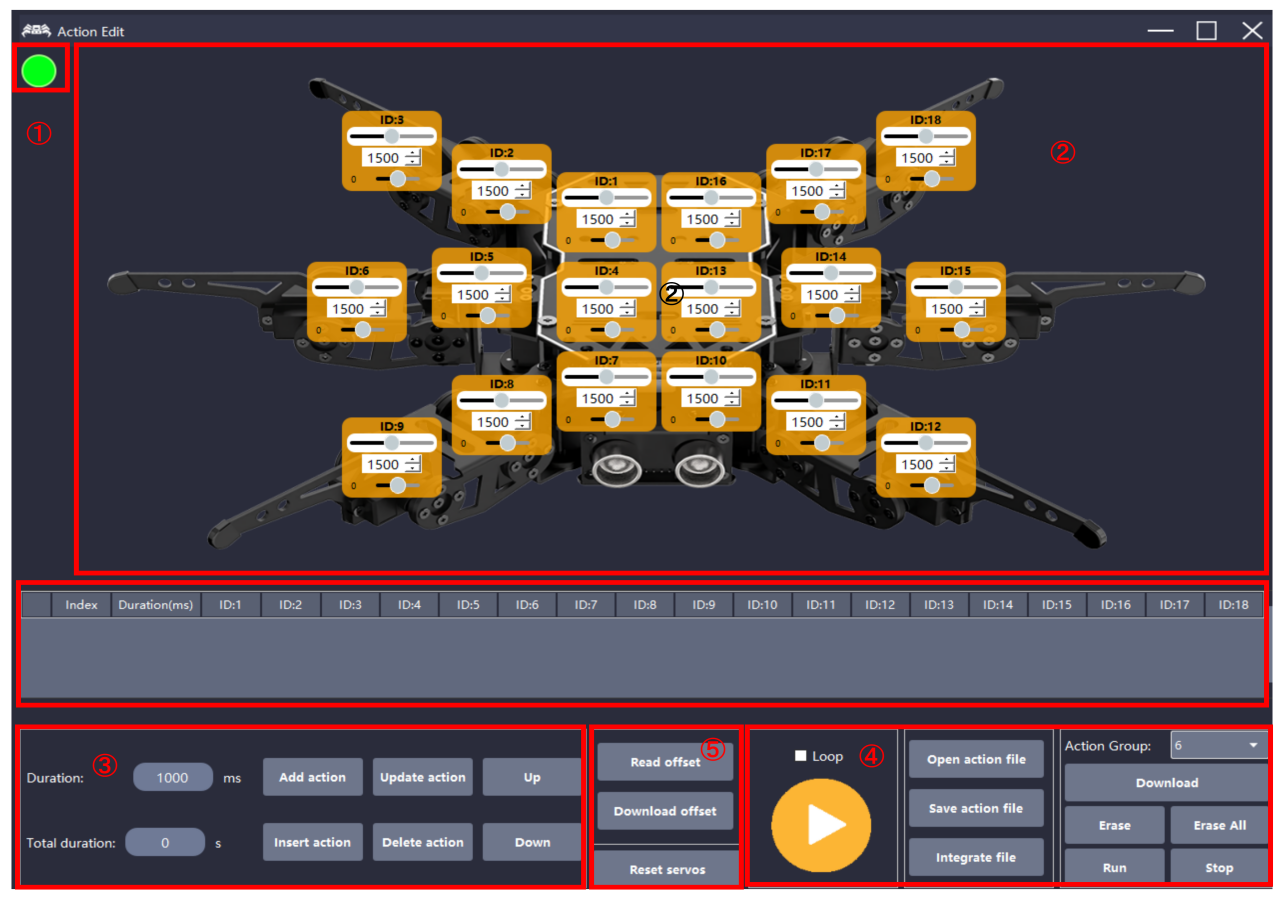 Action Edit
①
②
ID:3
1500
0
ID:2
1500
0
ID:1
1500
0
ID:16
1500
0
ID:17
1500
0
ID:18
1500
0
ID:6
1500
0
ID:5
1500
0
ID:4
1500
0
②
ID:13
1500
0
ID:14
1500
0
ID:15
1500
0
ID:9
1500
0
ID:8
1500
0
ID:7
1500
0
ID:10
1500
0
ID:11
1500
0
ID:12
1500
0
Index Duration(ms) ID:1 ID:2 ID:3 ID:4 ID:5 ID:6 ID:7 ID:8 ID:9 ID:10 ID:11 ID:12 ID:13 ID:14 ID:15 ID:16 ID:17 ID:18
③
Duration: 1000 ms
Add action Update action Up
Total duration: 0 s
Insert action Delete action Down
⑤
Read offset
Download offset
Reset servos
④
Loop
Open action file
Save action file
Integrate file
Action Group: 6
Download
Erase Erase All
Run Stop